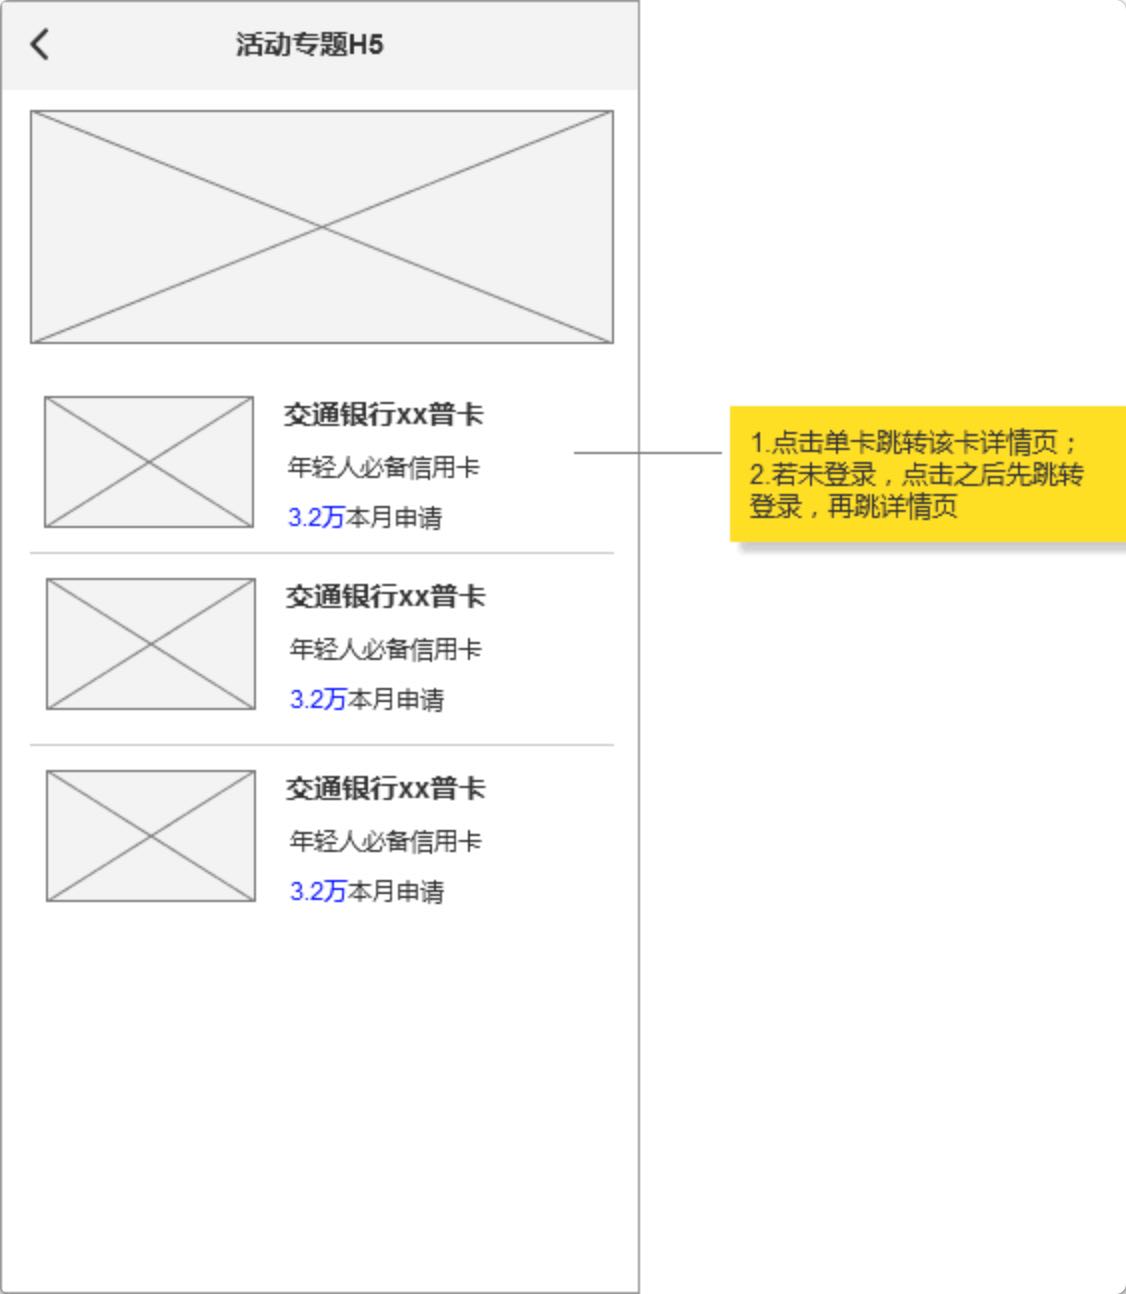 活动专题H5
交通银行xx普卡
年轻人必备信用卡
3.2万本月申请
1.点击单卡跳转该卡详情页；
2.若未登录，点击之后先跳转
登录，再跳详情页
交通银行xx普卡
年轻人必备信用卡
3.2万本月申请
交通银行xx普卡
年轻人必备信用卡
3.2万本月申请